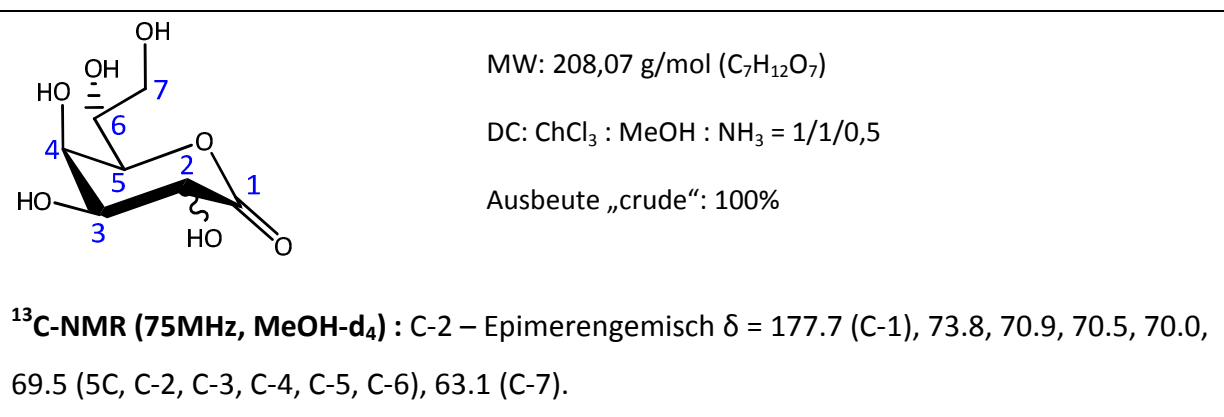 OH
OH
HO
7
6
O
4
2
1
5
HO
3
HO
O
MW: 208,07 g/mol (C₇H₁₂O₇)
DC: ChCl₃ : MeOH : NH₃ = 1/1/0,5
Ausbeute „crude“: 100%
¹³C-NMR (75MHz, MeOH-d₄) : C-2 – Epimerengemisch δ = 177.7 (C-1), 73.8, 70.9, 70.5, 70.0,
69.5 (5C, C-2, C-3, C-4, C-5, C-6), 63.1 (C-7).